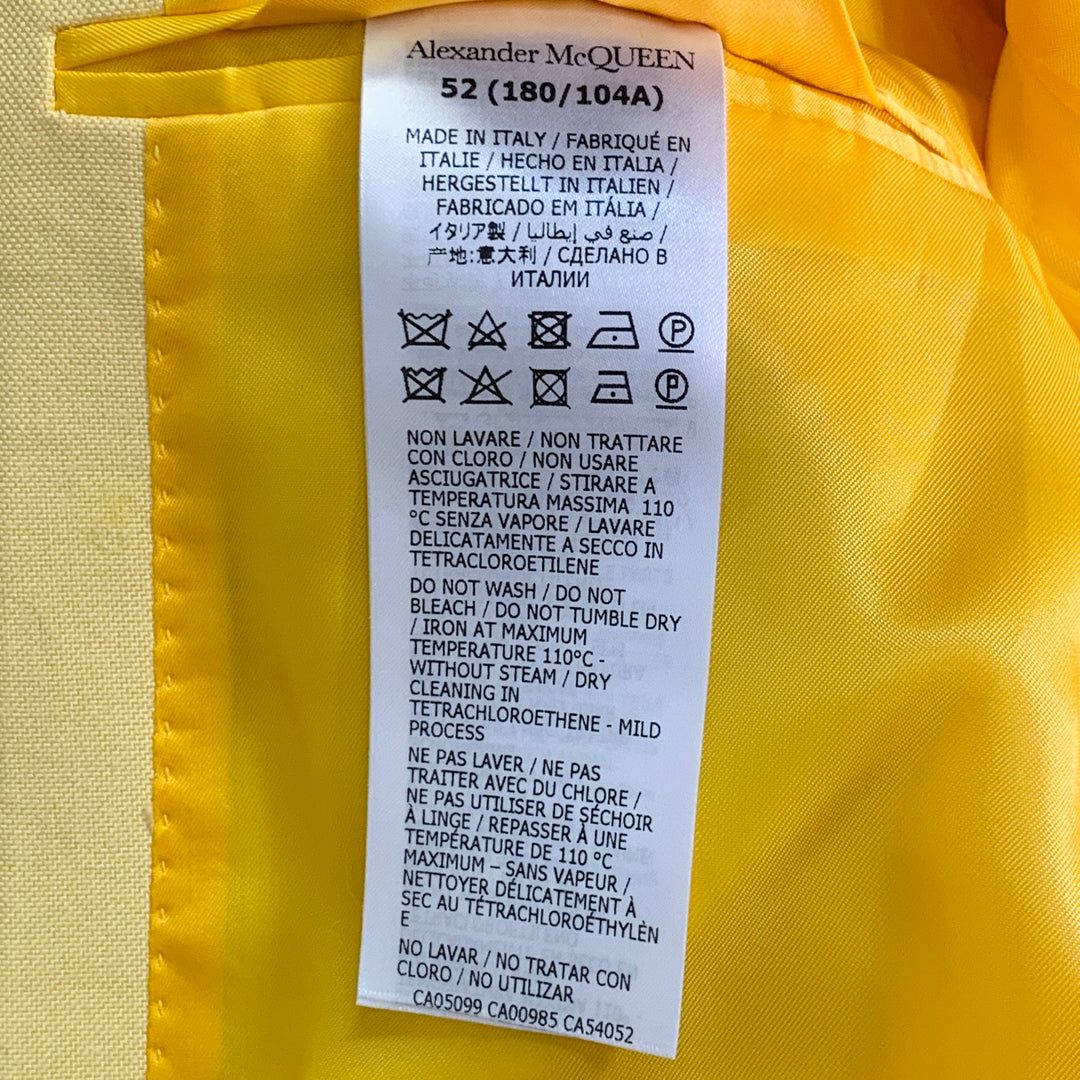 Alexander McQUEEN
52 (180/104A)
MADE IN ITALY / FABRIQUÉ EN
ITALIE / HECHO EN ITALIA /
HERGESTELLT IN ITALIEN /
FABRICADO EM ITÁLIA /
イタリア製 / صنع في إيطاليا /
产地:意大利 / СДЕЛАНО В
ИТАЛИИ
P
P
NON LAVARE / NON TRATTARE
CON CLORO / NON USARE
ASCIUGATRICE / STIRARE A
TEMPERATURA MASSIMA 110
°C SENZA VAPORE / LAVARE
DELICATAMENTE A SECCO IN
TETRACLOROETILENE
DO NOT WASH / DO NOT
BLEACH / DO NOT TUMBLE DRY
/ IRON AT MAXIMUM
TEMPERATURE 110°C -
WITHOUT STEAM / DRY
CLEANING IN
TETRACHLOROETHENE - MILD
PROCESS
NE PAS LAVER / NE PAS
TRAITER AVEC DU CHLORE /
NE PAS UTILISER DE SÉCHOIR
À LINGE / REPASSER À UNE
TEMPÉRATURE DE 110 °C
MAXIMUM – SANS VAPEUR /
NETTOYER DÉLICATEMENT À
SEC AU TÉTRACHLOROÉTHYLÈN
E
NO LAVAR / NO TRATAR CON
CLORO / NO UTILIZAR
CA05099 CA00985 CA54052